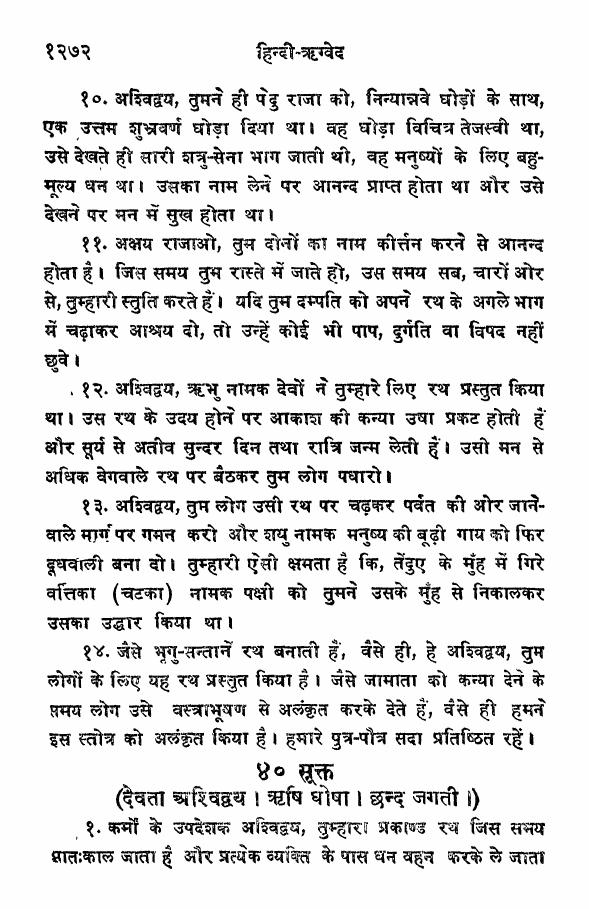 १२७२ हिन्दी-ऋग्वेद
१०. अश्विद्वय, तुमने ही पेदु राजा को, निन्यान्नवे घोड़ों के साथ,
एक उत्तम शुभ्रवर्ण घोड़ा दिया था। वह घोड़ा विचित्र तेजस्वी था,
उसे देखते ही सारी शत्रु-सेना भाग जाती थी, वह मनुष्यों के लिए बहु-
मूल्य धन था। उसका नाम लेने पर आनन्द प्राप्त होता था और उसे
देखने पर मन में सुख होता था।
११. अक्षय राजाओ, तुम दोनों का नाम कीर्त्तन करने से आनन्द
होता है। जिस समय तुम रास्ते में जाते हो, उस समय सब, चारों ओर
से, तुम्हारी स्तुति करते हैं। यदि तुम दम्पति को अपने रथ के अगले भाग
में चढ़ाकर आश्रय दो, तो उन्हें कोई भी पाप, दुर्गति वा विपद नहीं
छुवे।
१२. अश्विद्वय, ऋभु नामक देवों ने तुम्हारे लिए रथ प्रस्तुत किया
था। उस रथ के उदय होने पर आकाश की कन्या उषा प्रकट होती हैं
और सूर्य से अतीव सुन्दर दिन तथा रात्रि जन्म लेती हैं। उसी मन से
अधिक वेगवाले रथ पर बैठकर तुम लोग पधारो।
१३. अश्विद्वय, तुम लोग उसी रथ पर चढ़कर पर्वत की ओर जाने-
वाले मार्ग पर गमन करो और शयु नामक मनुष्य की बूढ़ी गाय को फिर
दूधवाली बना दो। तुम्हारी ऐसी क्षमता है कि, तेंदुए के मुँह में गिरे
वर्त्तिका (चटका) नामक पक्षी को तुमने उसके मुँह से निकालकर
उसका उद्धार किया था।
१४. जैसे भृगु-सन्तानें रथ बनाती हैं, वैसे ही, हे अश्विद्वय, तुम
लोगों के लिए यह रथ प्रस्तुत किया है। जैसे जामाता को कन्या देने के
समय लोग उसे वस्त्राभूषण से अलंकृत करके देते हैं, वैसे ही हमने
इस स्तोत्र को अलंकृत किया है। हमारे पुत्र-पौत्र सदा प्रतिष्ठित रहें।
४० सूक्त
(देवता अश्विद्वय। ऋषि घोषा। छन्द जगती।)
१. कर्मों के उपदेशक अश्विद्वय, तुम्हारा प्रकाण्ड रथ जिस समय
प्रातःकाल जाता है और प्रत्येक व्यक्ति के पास धन वहन करके ले जाता